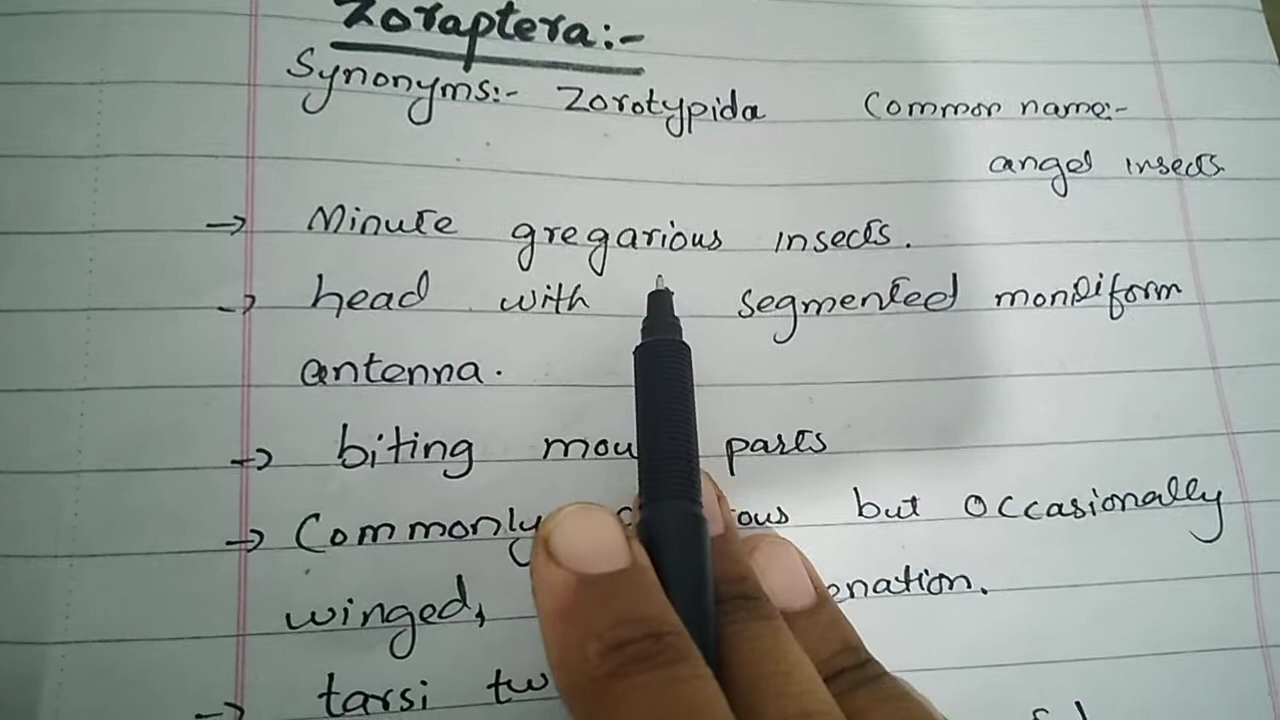 Zoraptera:-
Synonyms:- Zorotypida Common name:-
angel insects.
→ Minute gregarious insects.
→ head with segmented moniliform
antenna.
→ biting parts
→ Commonly but occasionally
winged,
→ tarsi